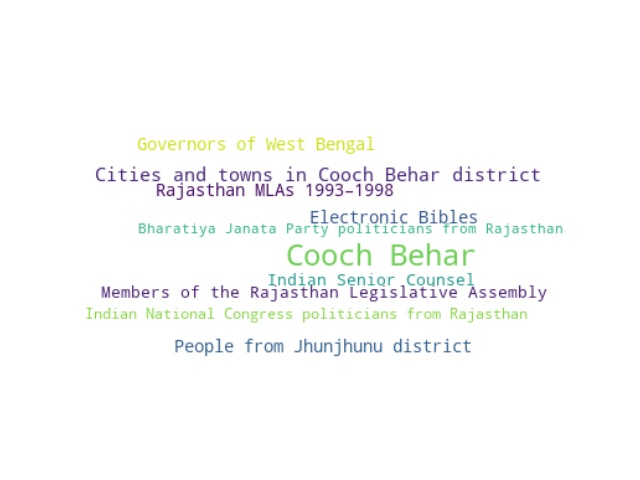 Governors of West Bengal
Cities and towns in Cooch Behar district
Rajasthan MLAs 1993–1998
Electronic Bibles
Bharatiya Janata Party politicians from Rajasthan
Cooch Behar
Indian Senior Counsel
Members of the Rajasthan Legislative Assembly
Indian National Congress politicians from Rajasthan
People from Jhunjhunu district